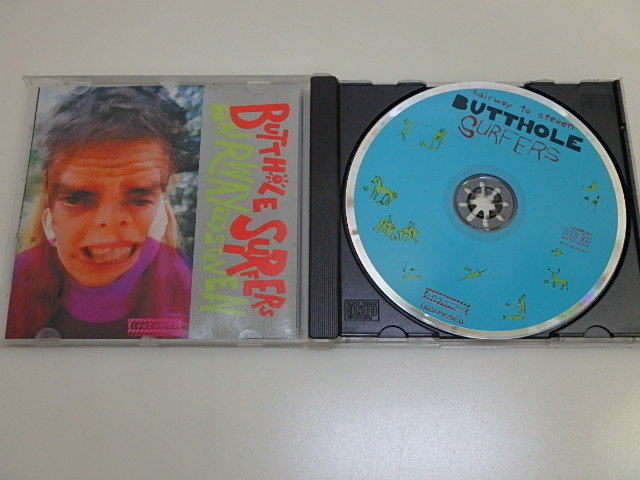 BUTTHOLE SURFERS
HAIRWAY TO STEVEN
hairway to steven
BUTTHOLE
SURFERS